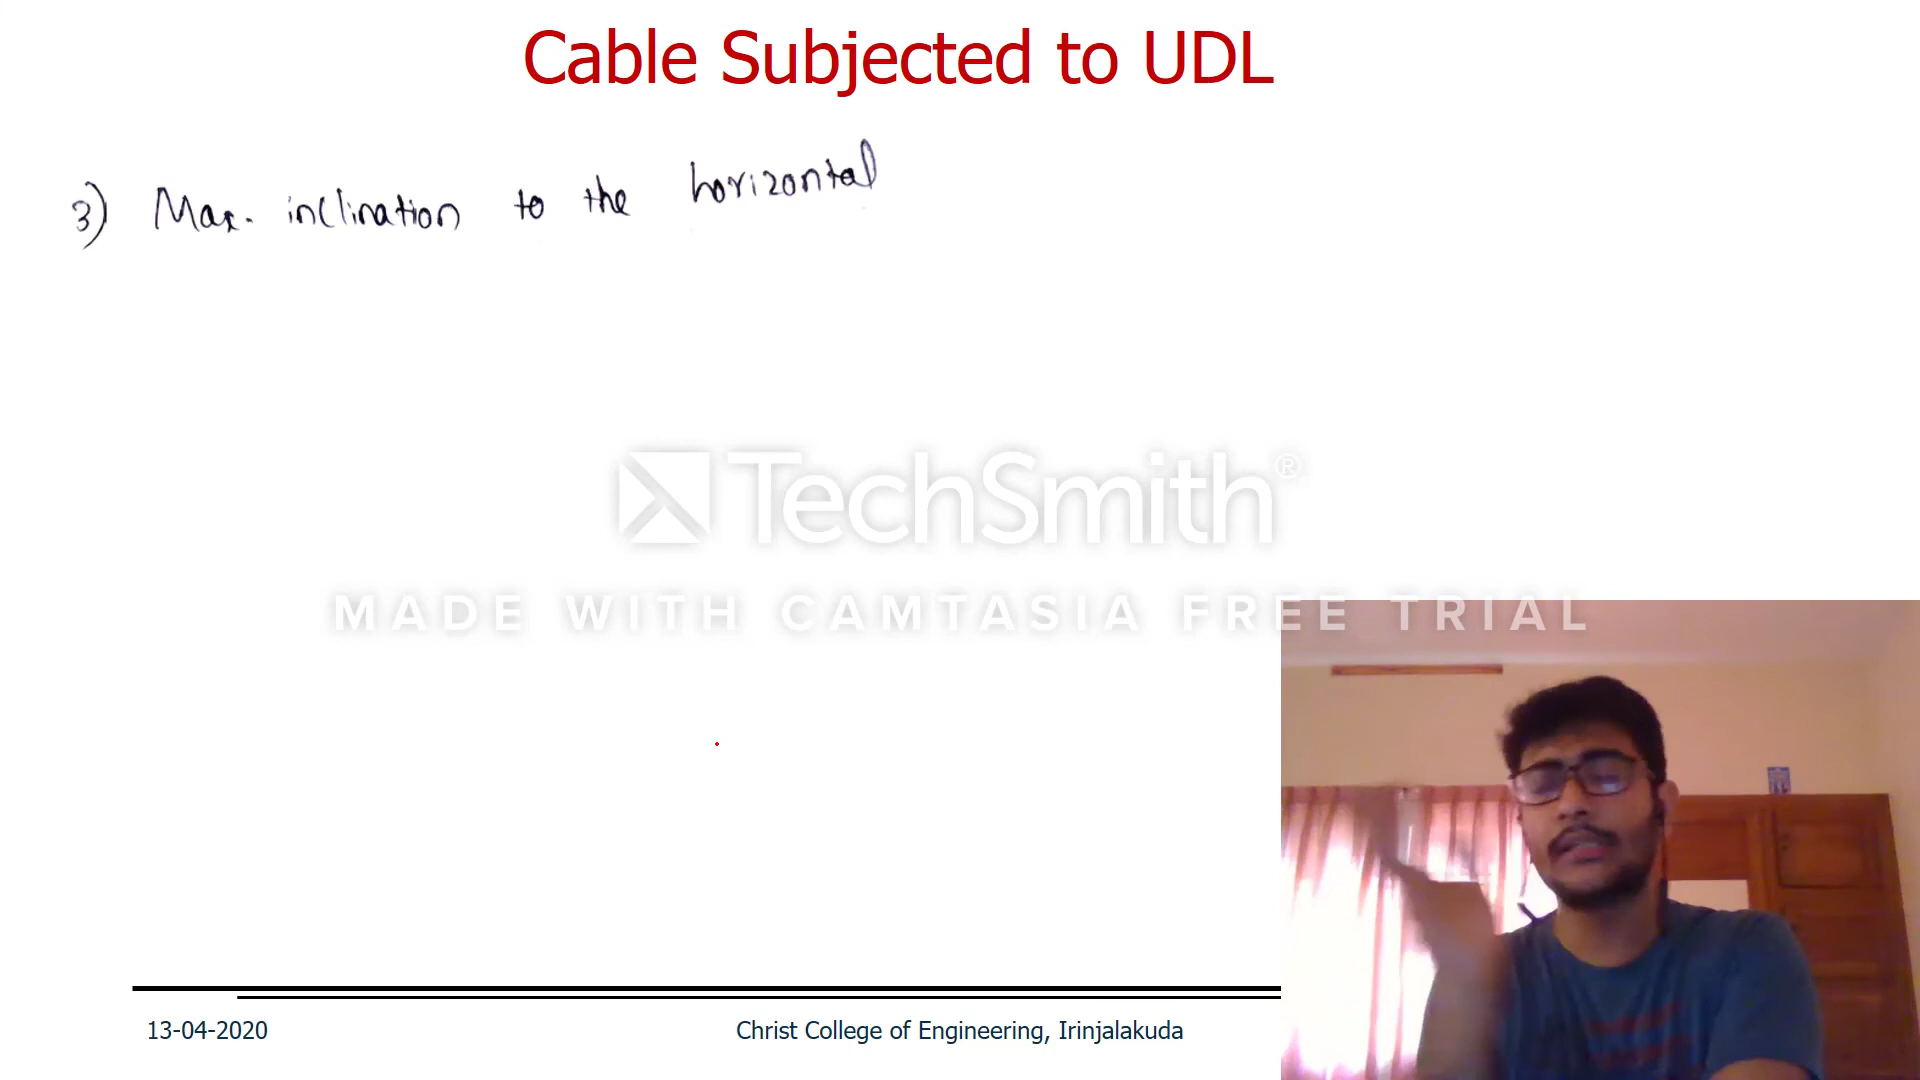 Cable Subjected to UDL
3) Max. inclination to the horizontal
TechSmith®
MADE WITH CAMTASIA FREE TRIAL
13-04-2020
Christ College of Engineering, Irinjalakuda